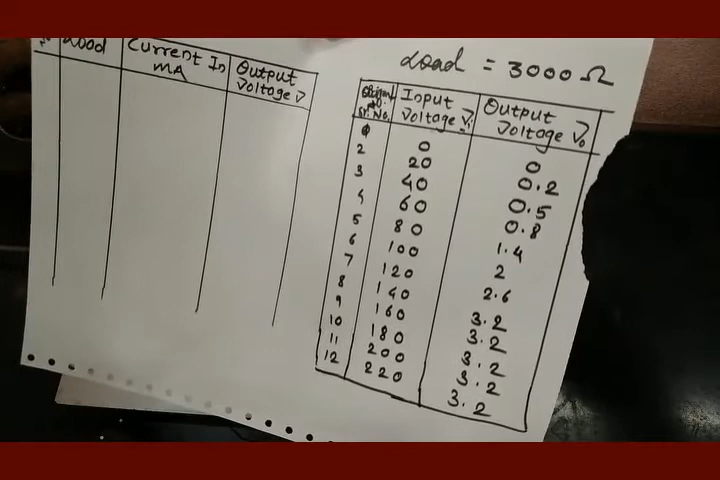 Load
Current In
mA
Output
Voltage V
Load = 3000 Ω
Sr. No.
Input
Voltage Vi
Output
Voltage Vo
0 0
2 20 0.2
3 40 0.5
4 60 0.8
5 80 1.4
6 100 2
7 120 2.6
8 140 3.2
9 160 3.2
10 180 3.2
11 200 3.2
12 220 3.2